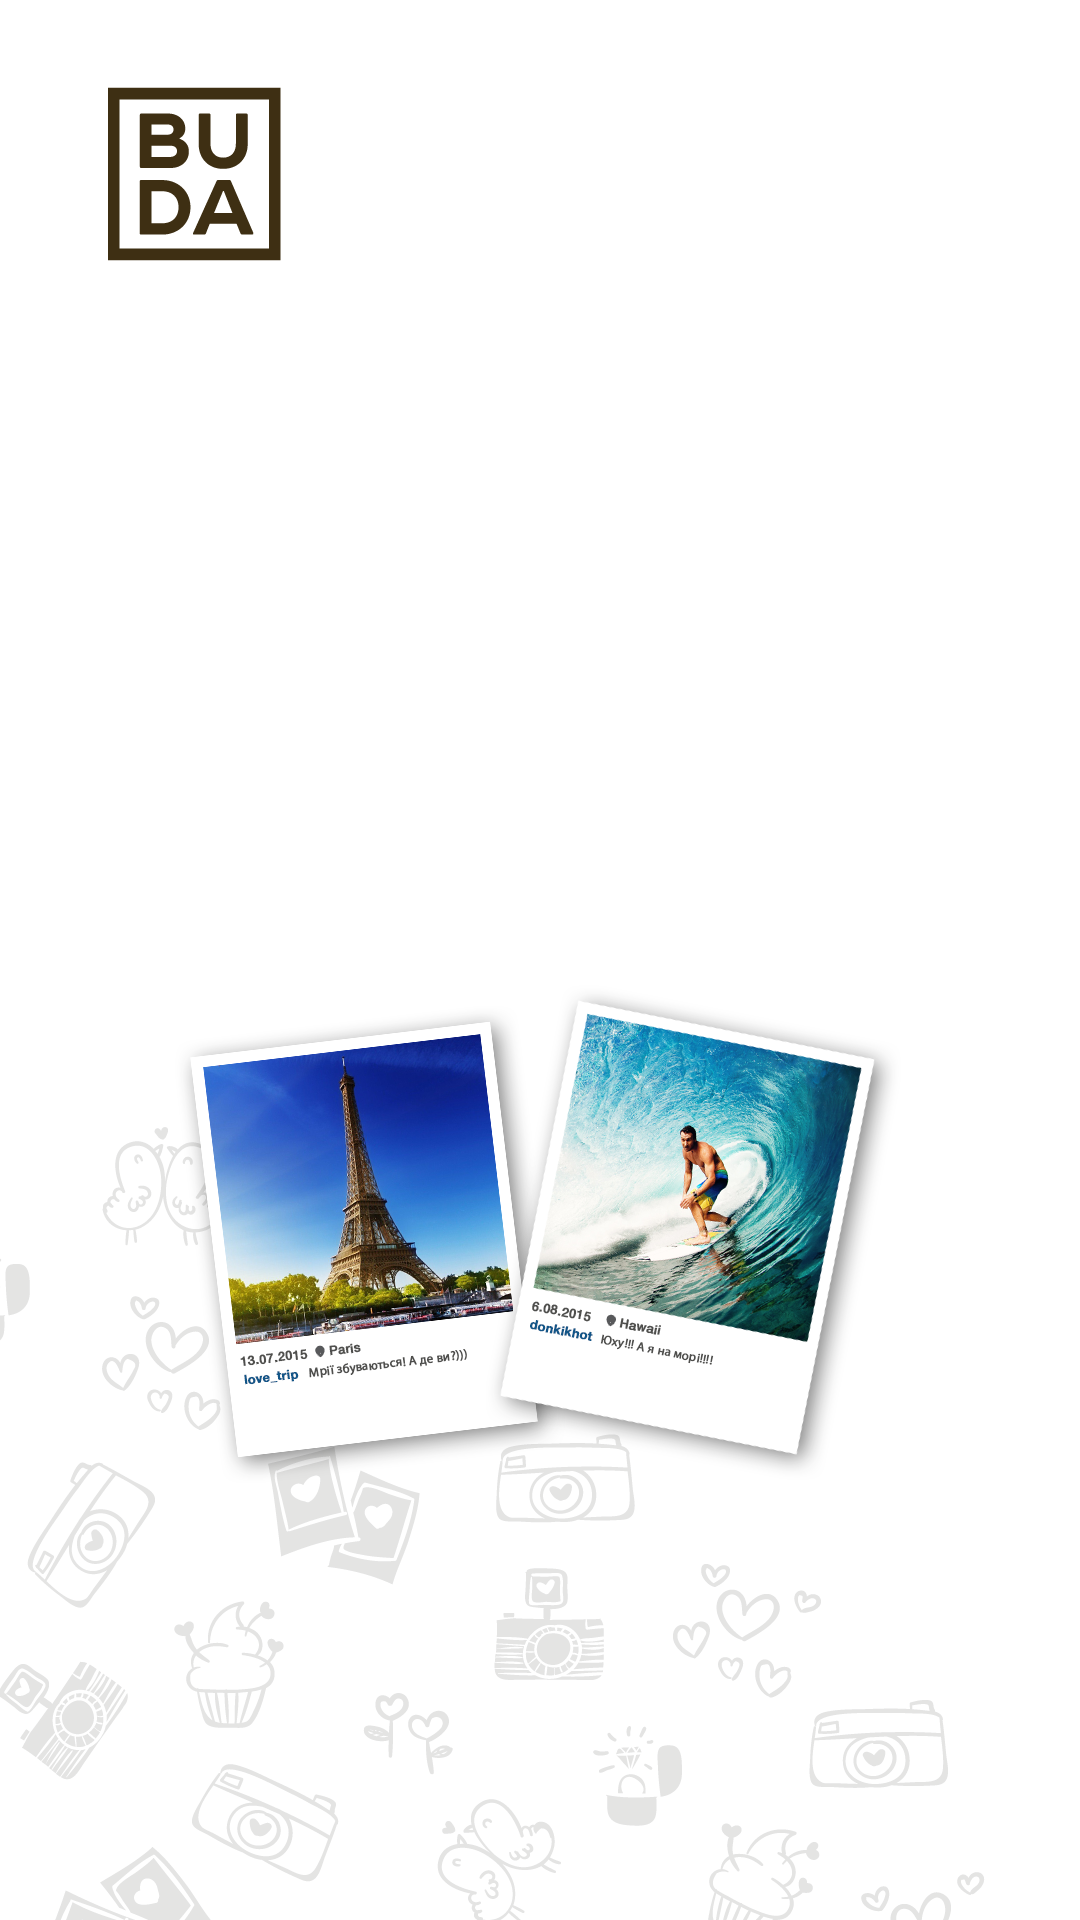 BU
DA
13.07.2015 Paris
love_trip Мрії збуваються! А де ви?)))
6.08.2015 Hawaii
donkikhot Юху!!! А я на морі!!!!